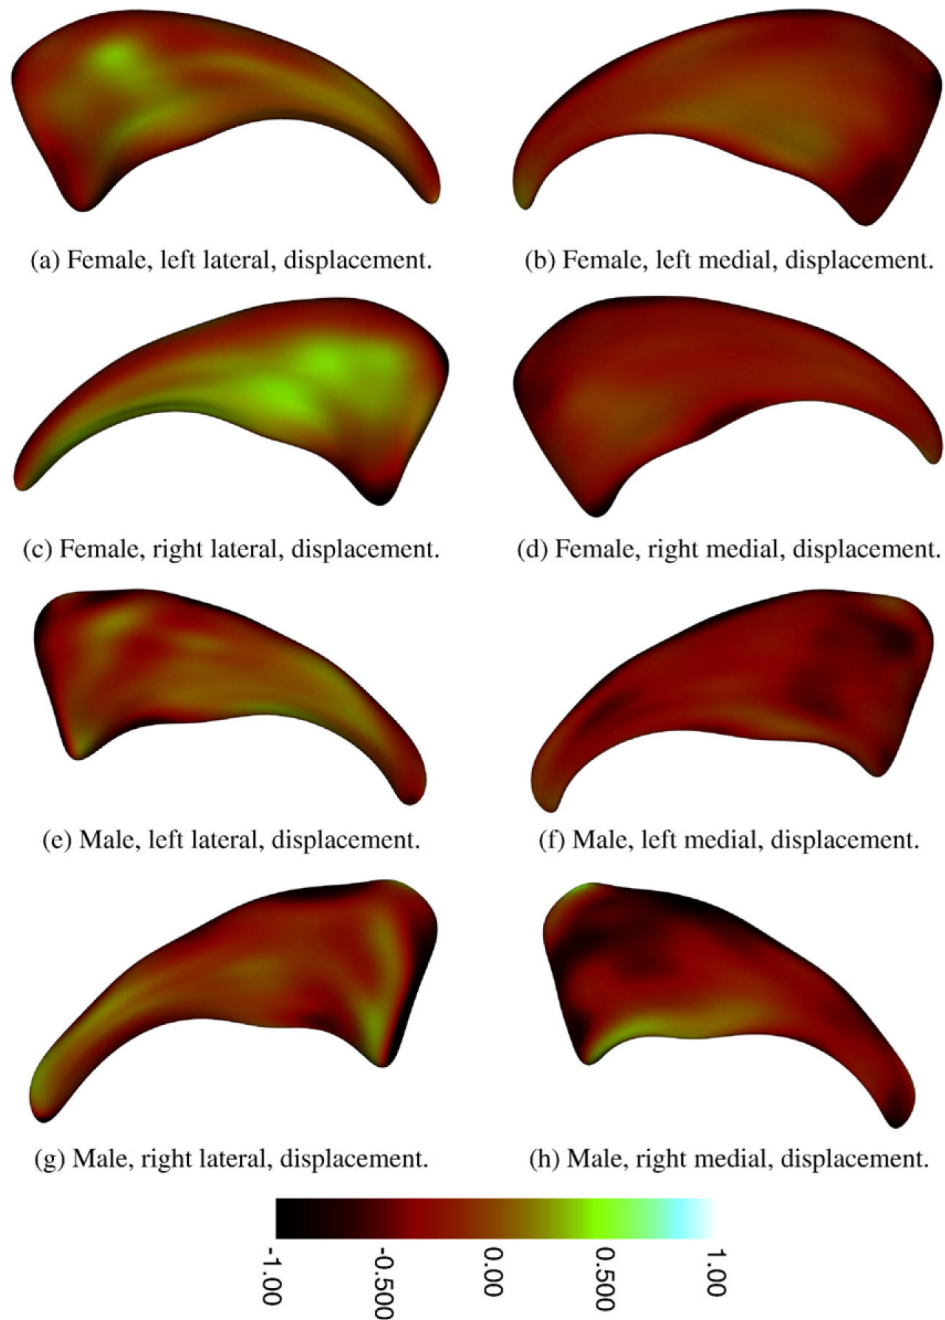 (a) Female, left lateral, displacement.
(b) Female, left medial, displacement.
(c) Female, right lateral, displacement.
(d) Female, right medial, displacement.
(e) Male, left lateral, displacement.
(f) Male, left medial, displacement.
(g) Male, right lateral, displacement.
(h) Male, right medial, displacement.
-1.00
-0.500
0.00
0.500
1.00